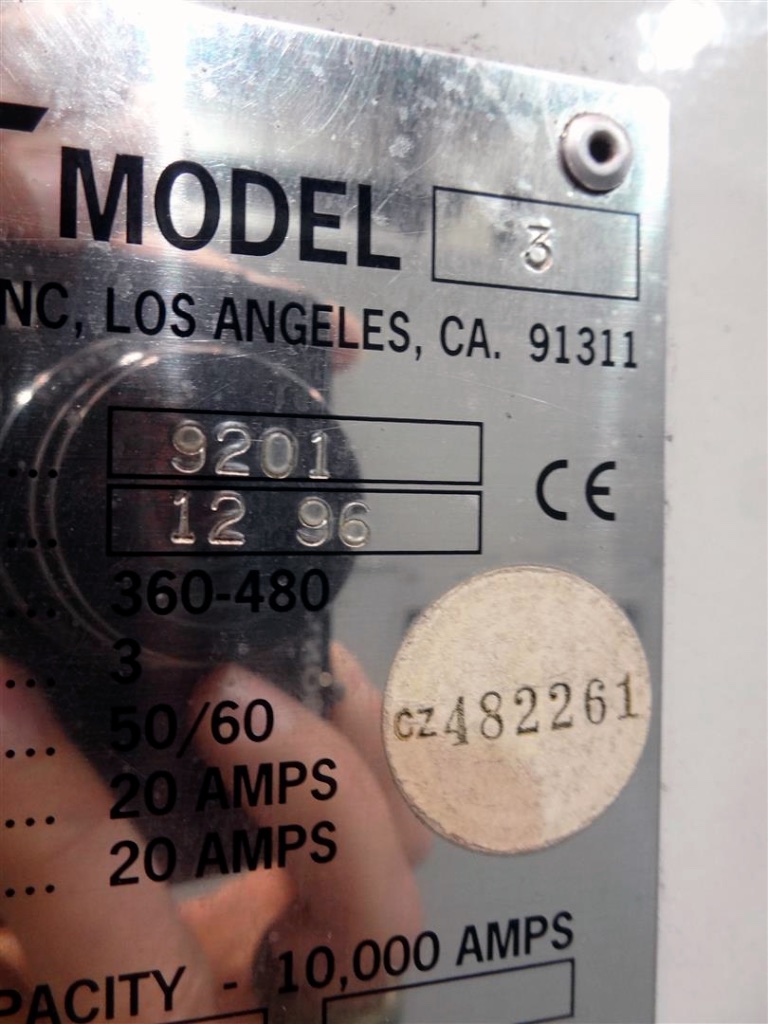 MODEL 3
NC, LOS ANGELES, CA. 91311
... 9201
CE
... 12 96
... 360-480
... 3
cz482261
... 50/60
... 20 AMPS
... 20 AMPS
PACITY - 10,000 AMPS